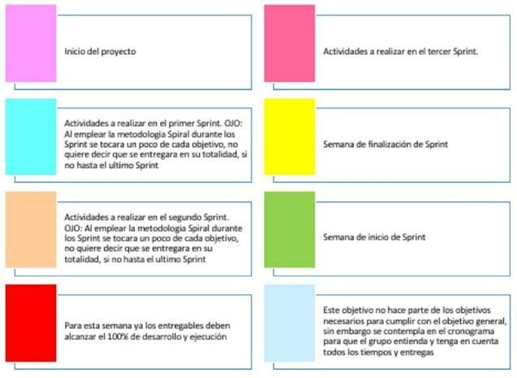 Inicio del proyecto
Actividades a realizar en el tercer Sprint.
Actividades a realizar en el primer Sprint. OJO:
Al emplear la metodologia Spiral durante los
Sprint se tocara un poco de cada objetivo, no
quiere decir que se entregara en su totalidad, si
no hasta el ultimo Sprint
Semana de finalización de Sprint
Actividades a realizar en el segundo Sprint.
OJO: Al emplear la metodologia Spiral durante
los Sprint se tocara un poco de cada objetivo,
no quiere decir que se entregara en su
totalidad, si no hasta el ultimo Sprint
Semana de inicio de Sprint
Para esta semana ya los entregables deben
alcanzar el 100% de desarrollo y ejecución
Este objetivo no hace parte de los objetivos
necesarios para cumplir con el objetivo general,
sin embargo se contempla en el cronograma
para que el grupo entienda y tenga en cuenta
todos los tiempos y entregas